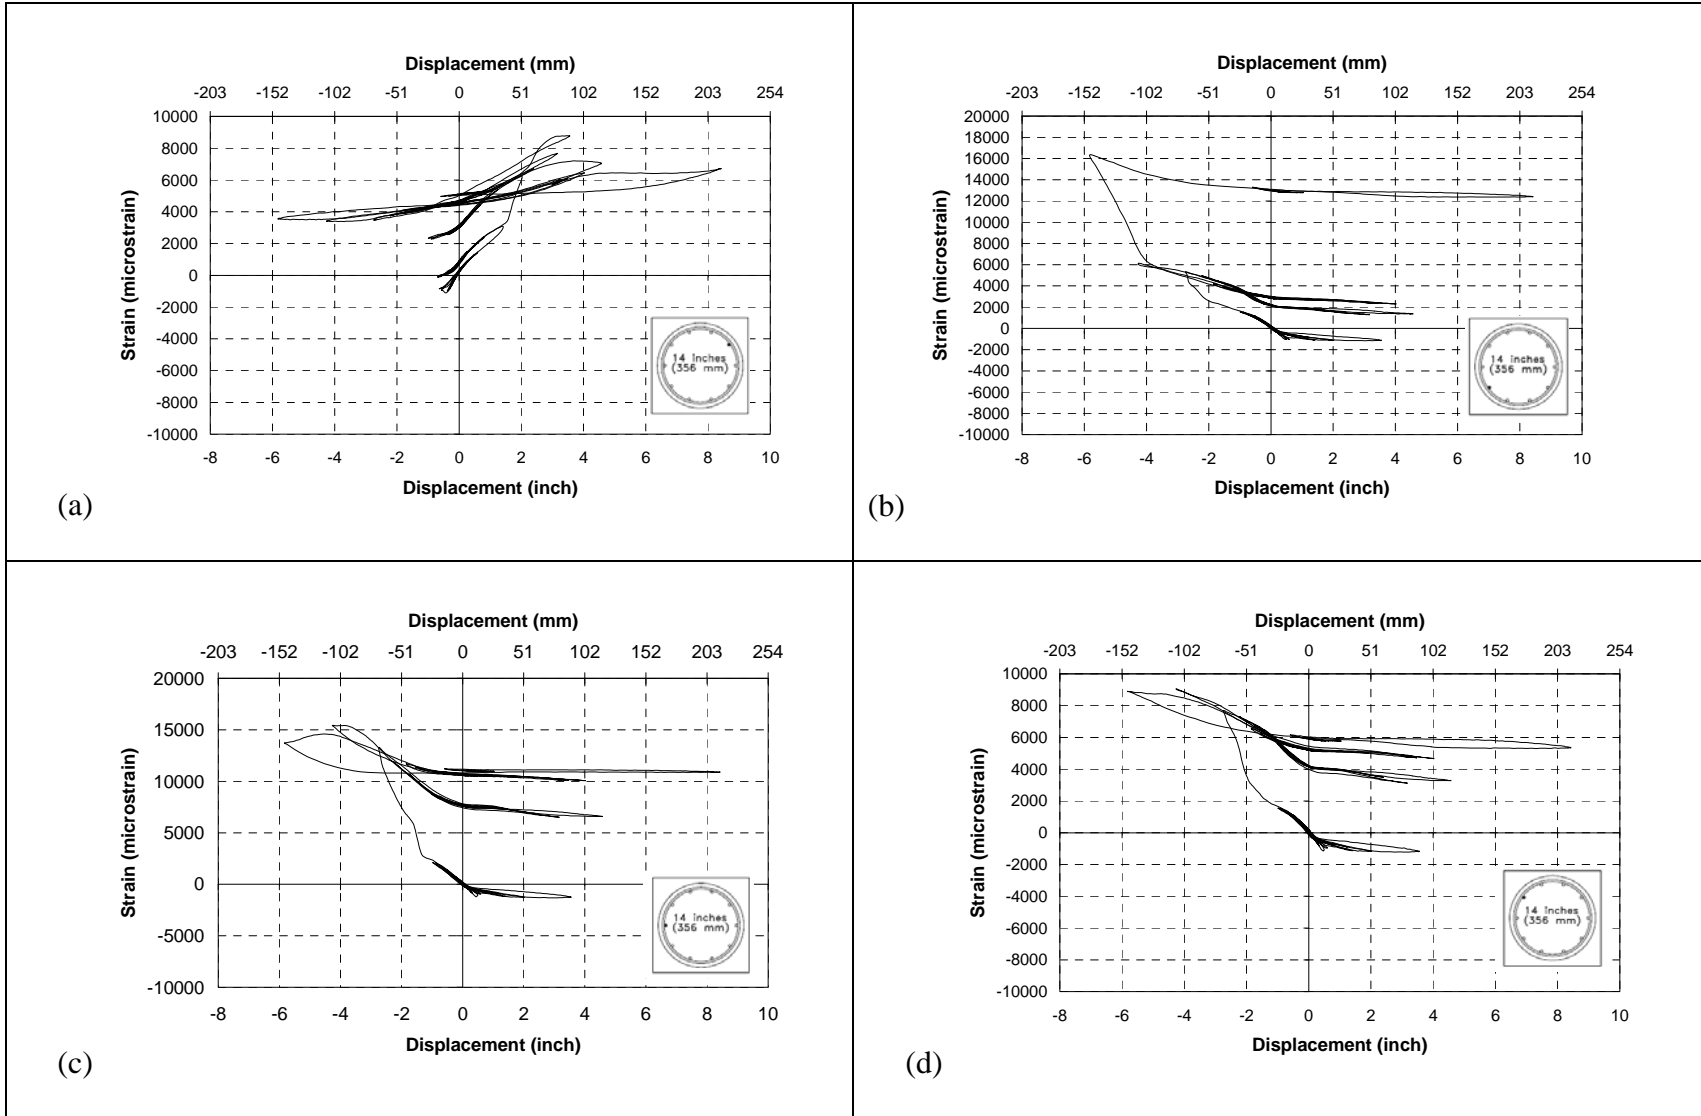 Displacement (mm)
-203 -152 -102 -51 0 51 102 152 203 254
10000
8000
6000
4000
2000
0
-2000
-4000
-6000
-8000
-10000
Strain (microstrain)
14 inches
(356 mm)
-8 -6 -4 -2 0 2 4 6 8 10
Displacement (inch)
(a)
Displacement (mm)
-203 -152 -102 -51 0 51 102 152 203 254
20000
18000
16000
14000
12000
10000
8000
6000
4000
2000
0
-2000
-4000
-6000
-8000
-10000
Strain (microstrain)
14 inches
(356 mm)
-8 -6 -4 -2 0 2 4 6 8 10
Displacement (inch)
(b)
Displacement (mm)
-203 -152 -102 -51 0 51 102 152 203 254
20000
15000
10000
5000
0
-5000
-10000
Strain (microstrain)
14 inches
(356 mm)
-8 -6 -4 -2 0 2 4 6 8 10
Displacement (inch)
(c)
Displacement (mm)
-203 -152 -102 -51 0 51 102 152 203 254
10000
8000
6000
4000
2000
0
-2000
-4000
-6000
-8000
-10000
Strain (microstrain)
14 inches
(356 mm)
-8 -6 -4 -2 0 2 4 6 8 10
Displacement (inch)
(d)